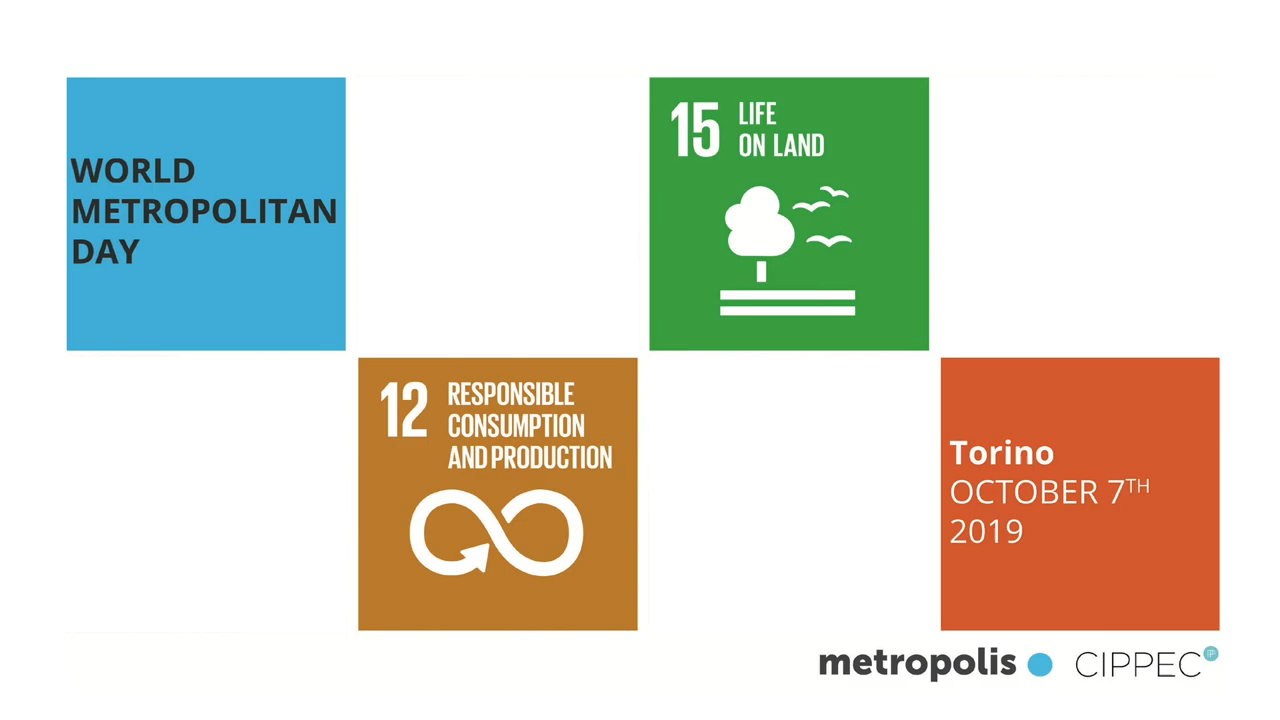 WORLD
METROPOLITAN
DAY
15 LIFE
ON LAND
12 RESPONSIBLE
CONSUMPTION
AND PRODUCTION
Torino
OCTOBER 7TH
2019
metropolis
CIPPEC